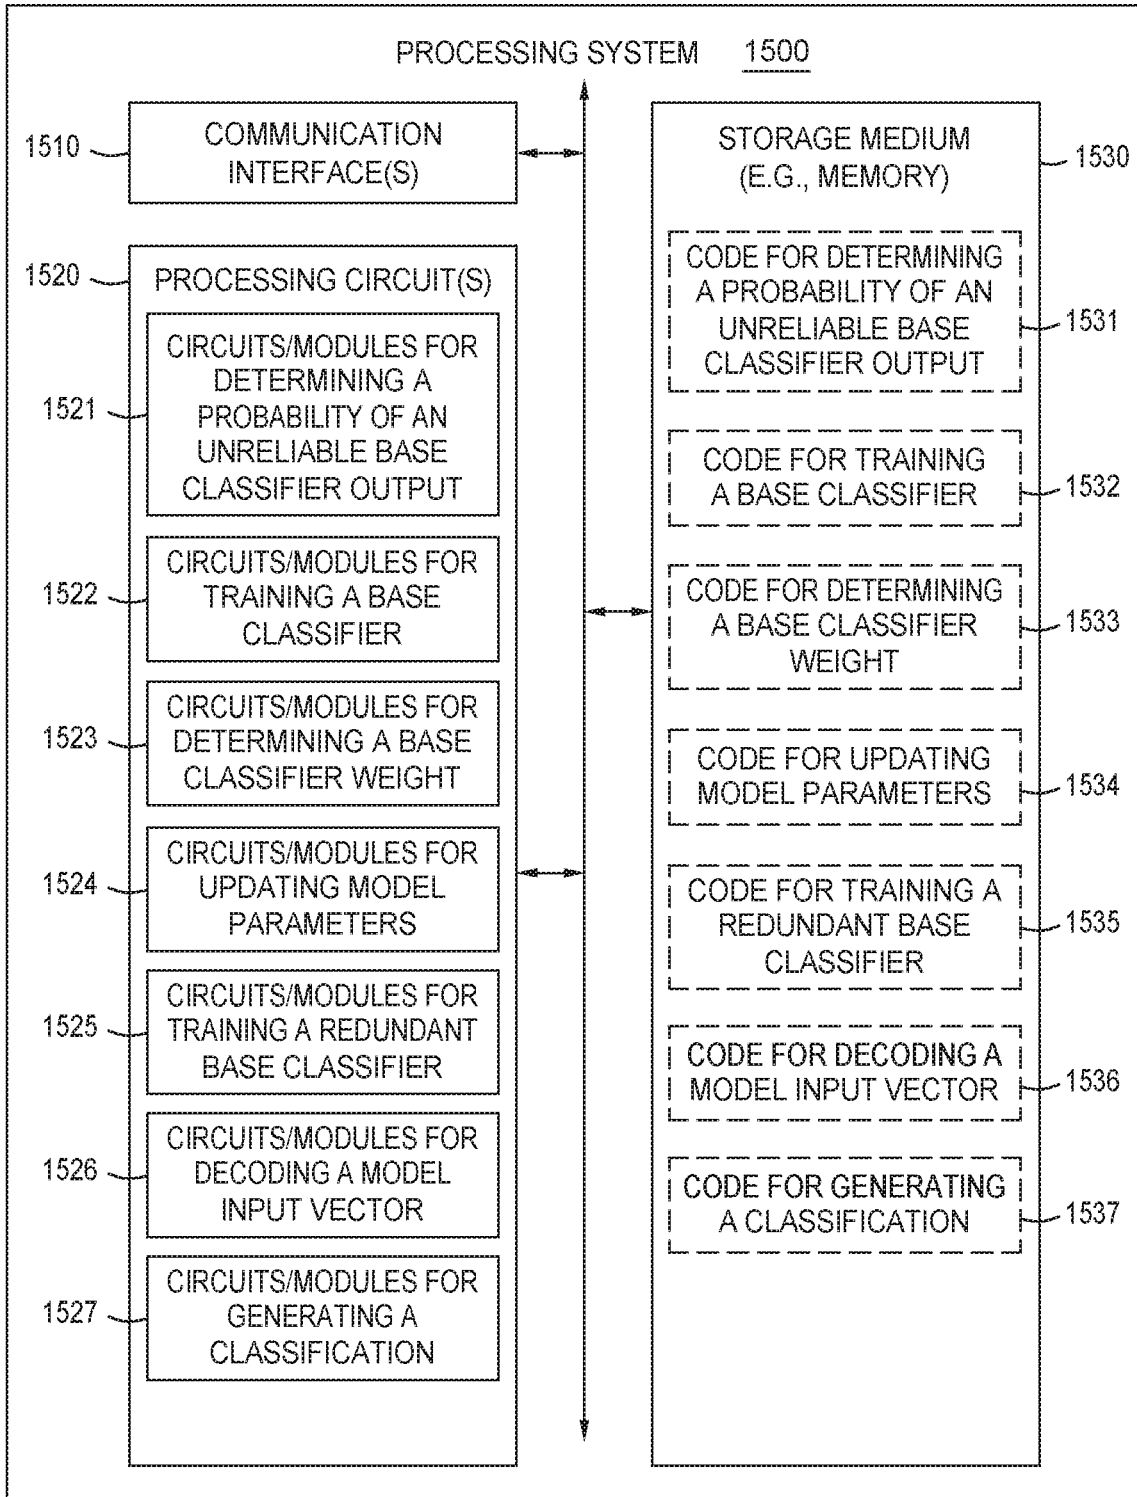 PROCESSING SYSTEM 1500
1510
COMMUNICATION
INTERFACE(S)
1520
PROCESSING CIRCUIT(S)
1521
CIRCUITS/MODULES FOR
DETERMINING A
PROBABILITY OF AN
UNRELIABLE BASE
CLASSIFIER OUTPUT
1522
CIRCUITS/MODULES FOR
TRAINING A BASE
CLASSIFIER
1523
CIRCUITS/MODULES FOR
DETERMINING A BASE
CLASSIFIER WEIGHT
1524
CIRCUITS/MODULES FOR
UPDATING MODEL
PARAMETERS
1525
CIRCUITS/MODULES FOR
TRAINING A REDUNDANT
BASE CLASSIFIER
1526
CIRCUITS/MODULES FOR
DECODING A MODEL
INPUT VECTOR
1527
CIRCUITS/MODULES FOR
GENERATING A
CLASSIFICATION
STORAGE MEDIUM
(E.G., MEMORY)
1530
CODE FOR DETERMINING
A PROBABILITY OF AN
UNRELIABLE BASE
CLASSIFIER OUTPUT
1531
CODE FOR TRAINING
A BASE CLASSIFIER
1532
CODE FOR DETERMINING
A BASE CLASSIFIER
WEIGHT
1533
CODE FOR UPDATING
MODEL PARAMETERS
1534
CODE FOR TRAINING A
REDUNDANT BASE
CLASSIFIER
1535
CODE FOR DECODING A
MODEL INPUT VECTOR
1536
CODE FOR GENERATING
A CLASSIFICATION
1537